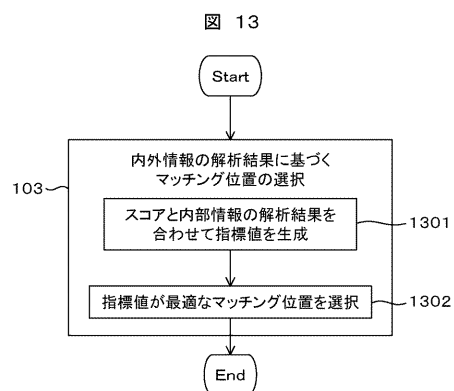 図 13
Start
内外情報の解析結果に基づく
マッチング位置の選択
103
スコアと内部情報の解析結果を
合わせて指標値を生成
1301
指標値が最適なマッチング位置を選択
1302
End